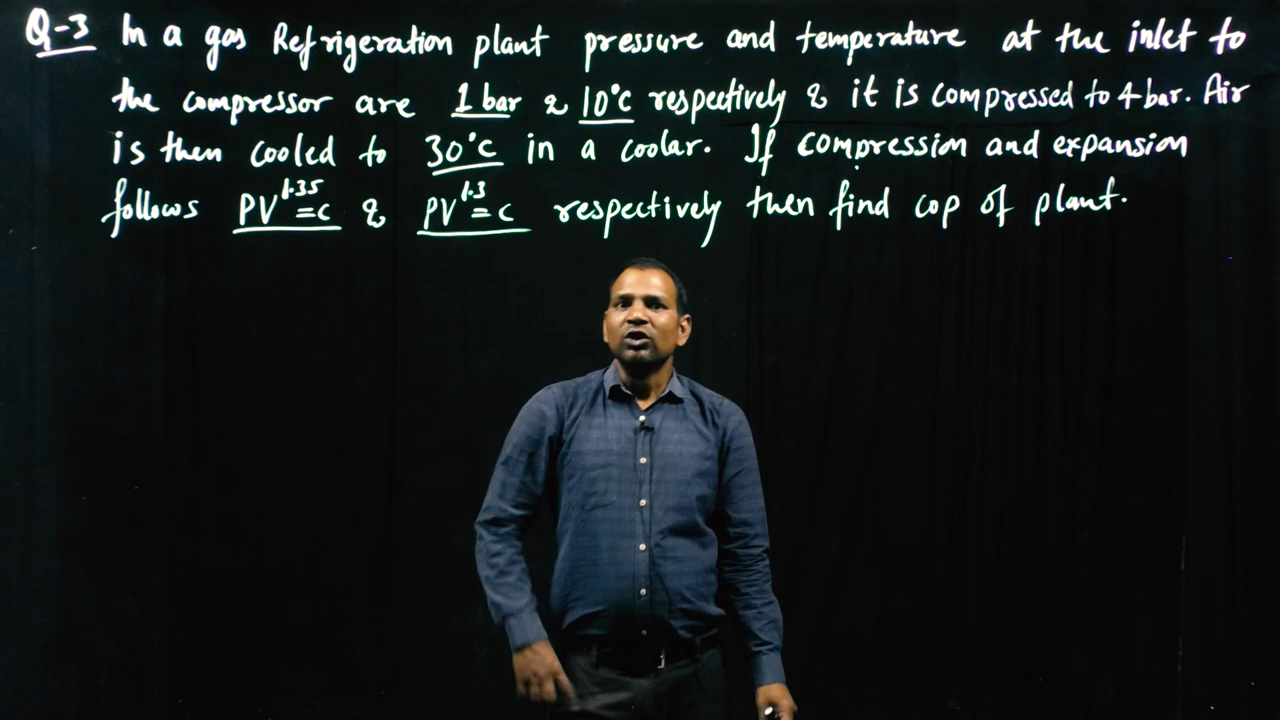 Q-3 In a gas Refrigeration plant pressure and temperature at the inlet to
the compressor are 1 bar & 10°C respectively & it is compressed to 4 bar. Air
is then cooled to 30°C in a coolar. If compression and expansion
follows PV^1.35=C & PV^1.3=C respectively then find cop of plant.